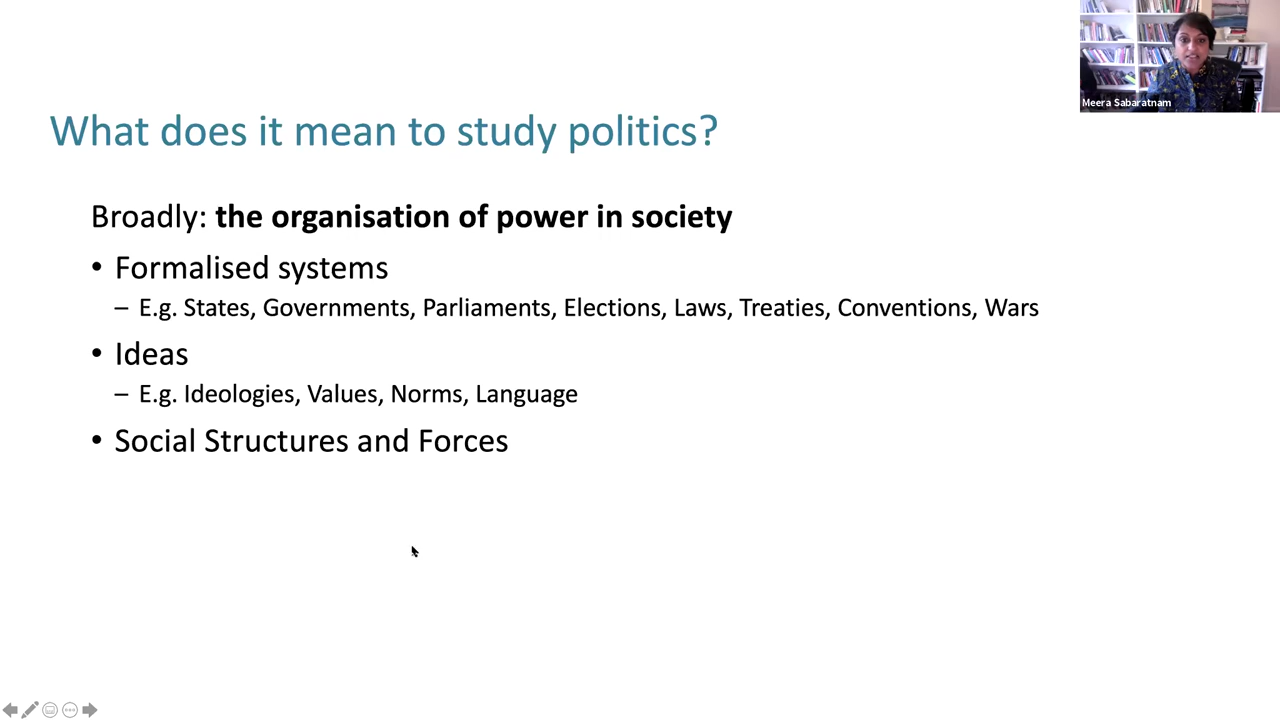 Meera Sabaratnam
What does it mean to study politics?
Broadly: the organisation of power in society
• Formalised systems
– E.g. States, Governments, Parliaments, Elections, Laws, Treaties, Conventions, Wars
• Ideas
– E.g. Ideologies, Values, Norms, Language
• Social Structures and Forces